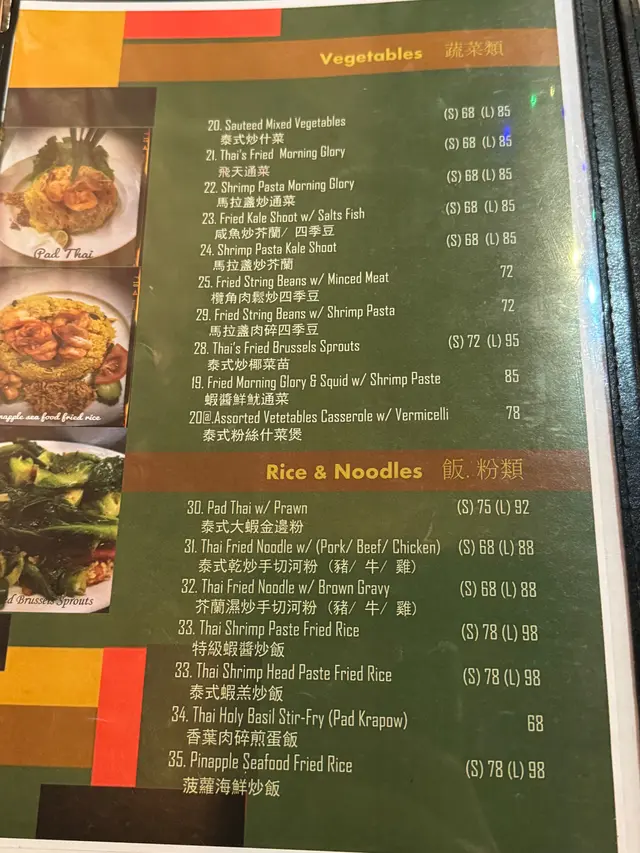 Vegetables 蔬菜類
20. Sauteed Mixed Vegetables (S) 68 (L) 85
泰式炒什菜
21. Thai's Fried Morning Glory (S) 68 (L) 85
飛天通菜
22. Shrimp Pasta Morning Glory (S) 68 (L) 85
馬拉盞炒通菜
23. Fried Kale Shoot w/ Salts Fish (S) 68 (L) 85
咸魚炒芥蘭/ 四季豆
24. Shrimp Pasta Kale Shoot (S) 68 (L) 85
馬拉盞炒芥蘭
25. Fried String Beans w/ Minced Meat 72
欖角肉鬆炒四季豆
29. Fried String Beans w/ Shrimp Pasta 72
馬拉盞肉碎四季豆
28. Thai's Fried Brussels Sprouts (S) 72 (L) 95
泰式炒椰菜苗
19. Fried Morning Glory & Squid w/ Shrimp Paste 85
蝦醬鮮魷通菜
20@.Assorted Vetetables Casserole w/ Vermicelli 78
泰式粉絲什菜煲
Pad Thai
napple sea food fried rice
d Brussels Sprouts
Rice & Noodles 飯. 粉類
30. Pad Thai w/ Prawn (S) 75 (L) 92
泰式大蝦金邊粉
31. Thai Fried Noodle w/ (Pork/ Beef/ Chicken) (S) 68 (L) 88
泰式乾炒手切河粉（豬/ 牛/ 雞）
32. Thai Fried Noodle w/ Brown Gravy (S) 68 (L) 88
芥蘭濕炒手切河粉（豬/ 牛/ 雞）
33. Thai Shrimp Paste Fried Rice (S) 78 (L) 98
特級蝦醬炒飯
33. Thai Shrimp Head Paste Fried Rice (S) 78 (L) 98
泰式蝦羔炒飯
34. Thai Holy Basil Stir-Fry (Pad Krapow) 68
香葉肉碎煎蛋飯
35. Pinapple Seafood Fried Rice (S) 78 (L) 98
菠蘿海鮮炒飯